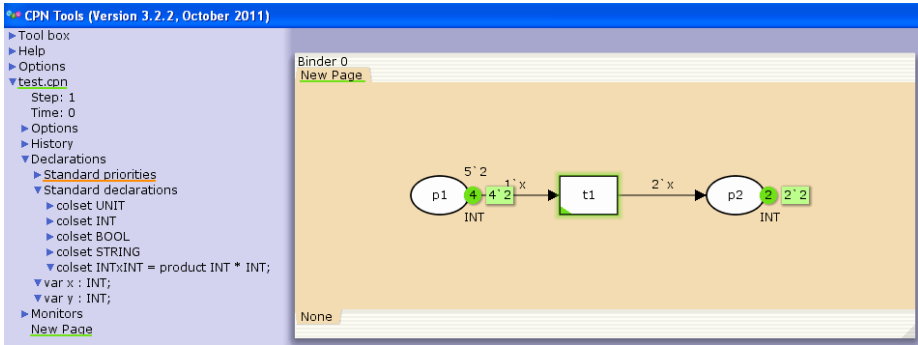 CPN Tools (Version 3.2.2, October 2011)
Tool box
Help
Options
test.cpn
Step: 1
Time: 0
Options
History
Declarations
Standard priorities
Standard declarations
colset UNIT
colset INT
colset BOOL
colset STRING
colset INTxINT = product INT * INT;
var x : INT;
var y : INT;
Monitors
New Page
Binder 0
New Page
5`2
1`x
2`x
p1
4
4`2
t1
p2
2
2`2
INT
INT
None